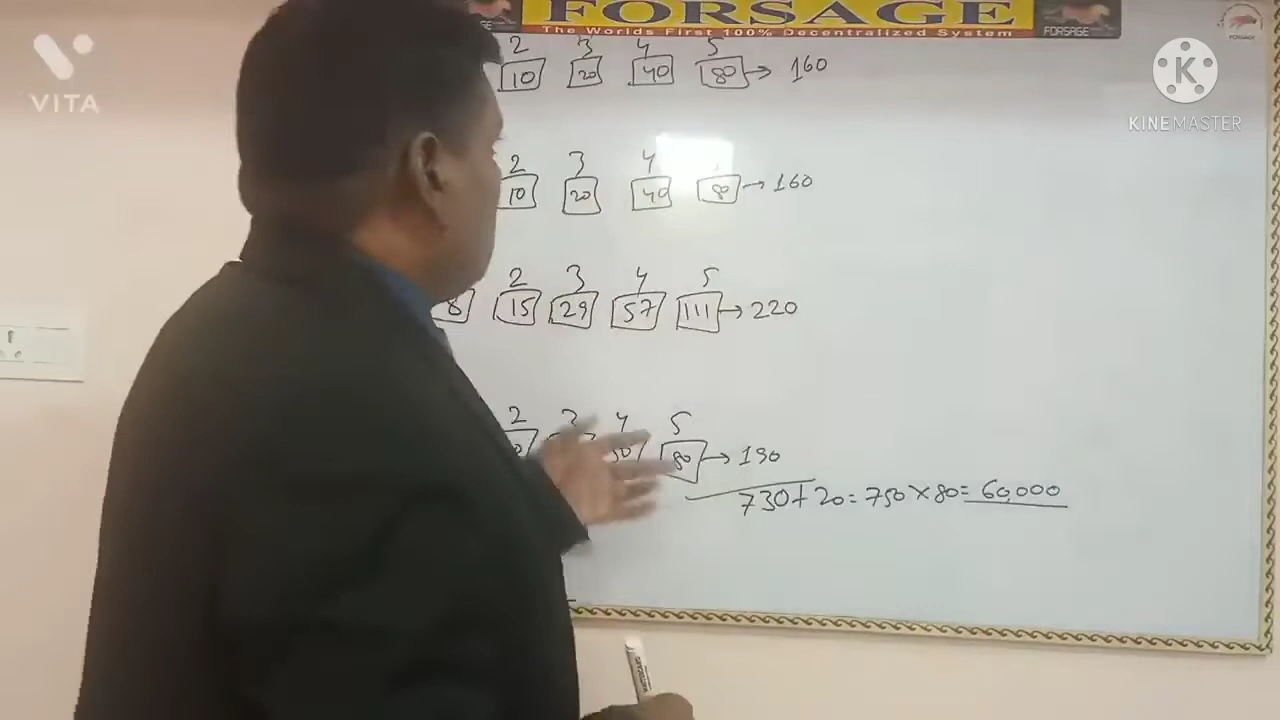 FORSAGE
The Worlds First 100% Decentralized System
FORSAGE
VITA
KINEMASTER
2 3 4 5
10 20 40 80 → 160
2 3 4
10 20 40 80 → 160
2 3 4 5
8 15 29 57 111 → 220
2 3 4 5
80 → 190
730 + 20 = 750 × 80 = 60,000